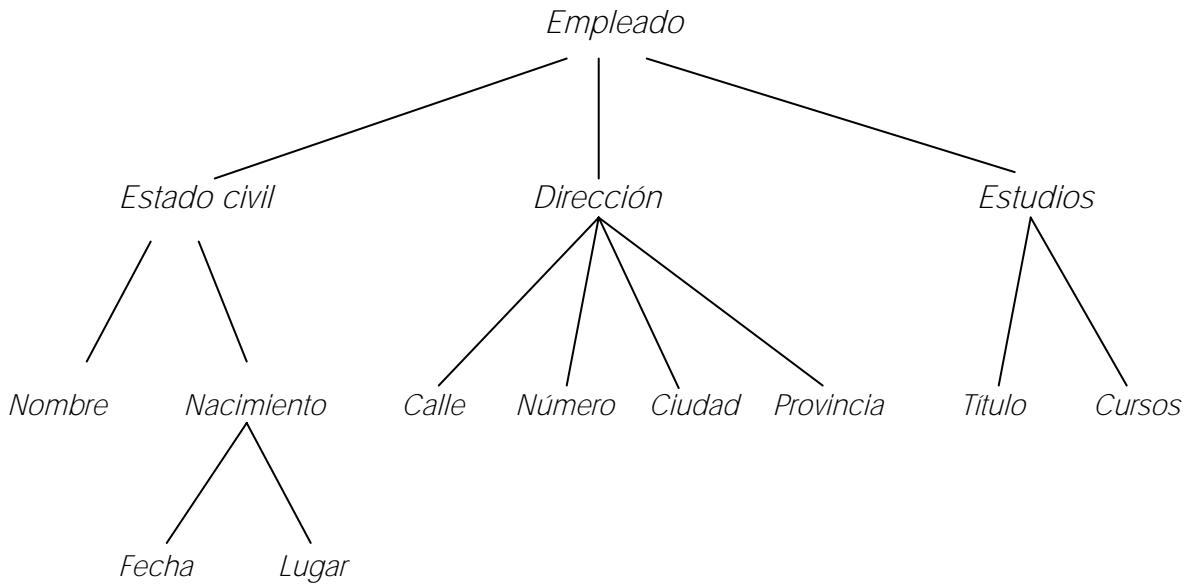 Empleado
Estado civil Dirección Estudios
Nombre Nacimiento Calle Número Ciudad Provincia Título Cursos
Fecha Lugar